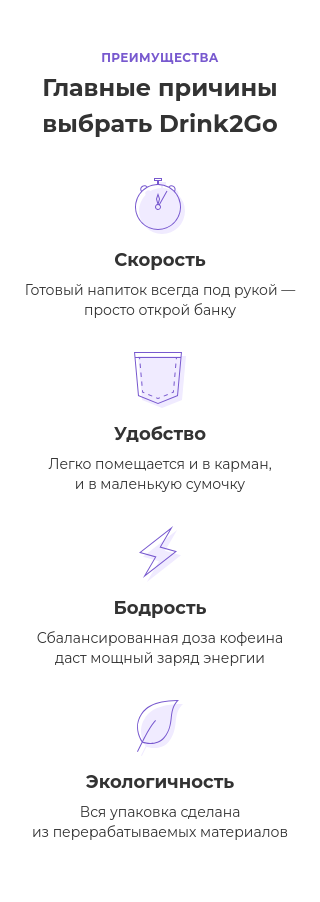 ПРЕИМУЩЕСТВА
Главные причины
выбрать Drink2Go
Скорость
Готовый напиток всегда под рукой —
просто открой банку
Удобство
Легко помещается и в карман,
и в маленькую сумочку
Бодрость
Сбалансированная доза кофеина
даст мощный заряд энергии
Экологичность
Вся упаковка сделана
из перерабатываемых материалов